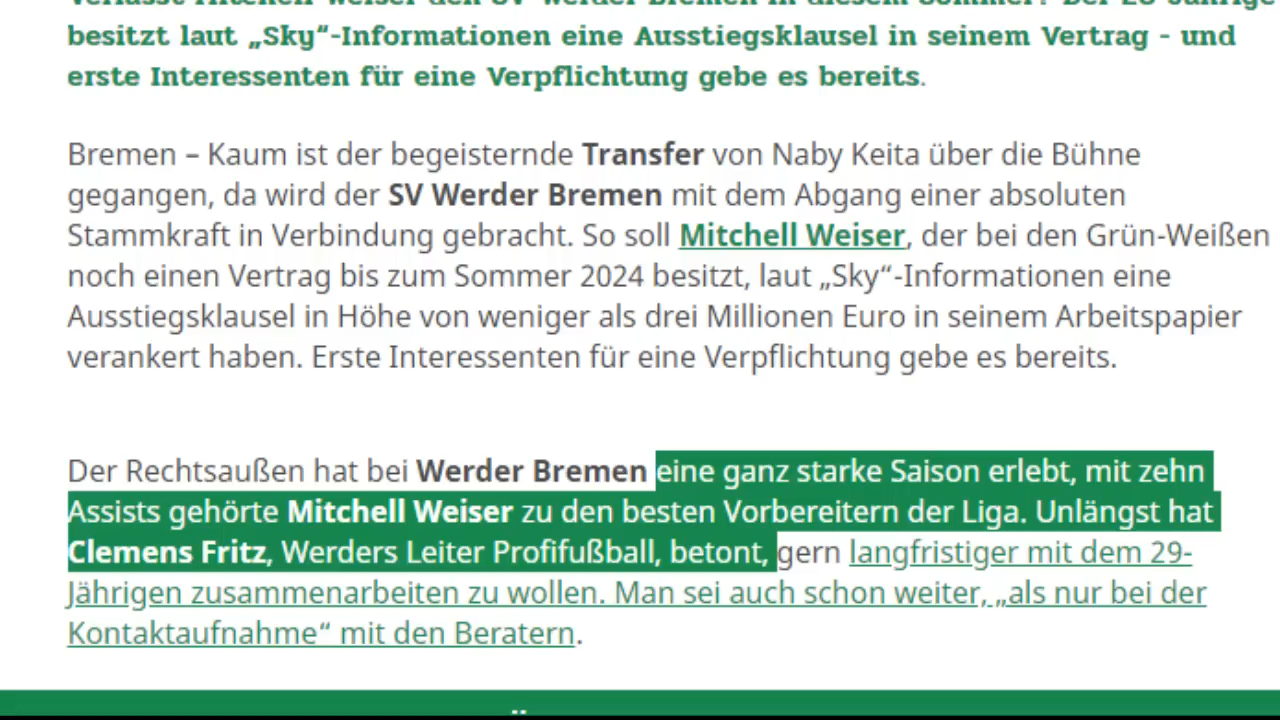 besitzt laut „Sky“-Informationen eine Ausstiegsklausel in seinem Vertrag - und
erste Interessenten für eine Verpflichtung gebe es bereits.
Bremen – Kaum ist der begeisternde Transfer von Naby Keita über die Bühne
gegangen, da wird der SV Werder Bremen mit dem Abgang einer absoluten
Stammkraft in Verbindung gebracht. So soll Mitchell Weiser, der bei den Grün-Weißen
noch einen Vertrag bis zum Sommer 2024 besitzt, laut „Sky“-Informationen eine
Ausstiegsklausel in Höhe von weniger als drei Millionen Euro in seinem Arbeitspapier
verankert haben. Erste Interessenten für eine Verpflichtung gebe es bereits.
Der Rechtsaußen hat bei Werder Bremen eine ganz starke Saison erlebt, mit zehn
Assists gehörte Mitchell Weiser zu den besten Vorbereitern der Liga. Unlängst hat
Clemens Fritz, Werders Leiter Profifußball, betont, gern langfristiger mit dem 29-
Jährigen zusammenarbeiten zu wollen. Man sei auch schon weiter, „als nur bei der
Kontaktaufnahme“ mit den Beratern.